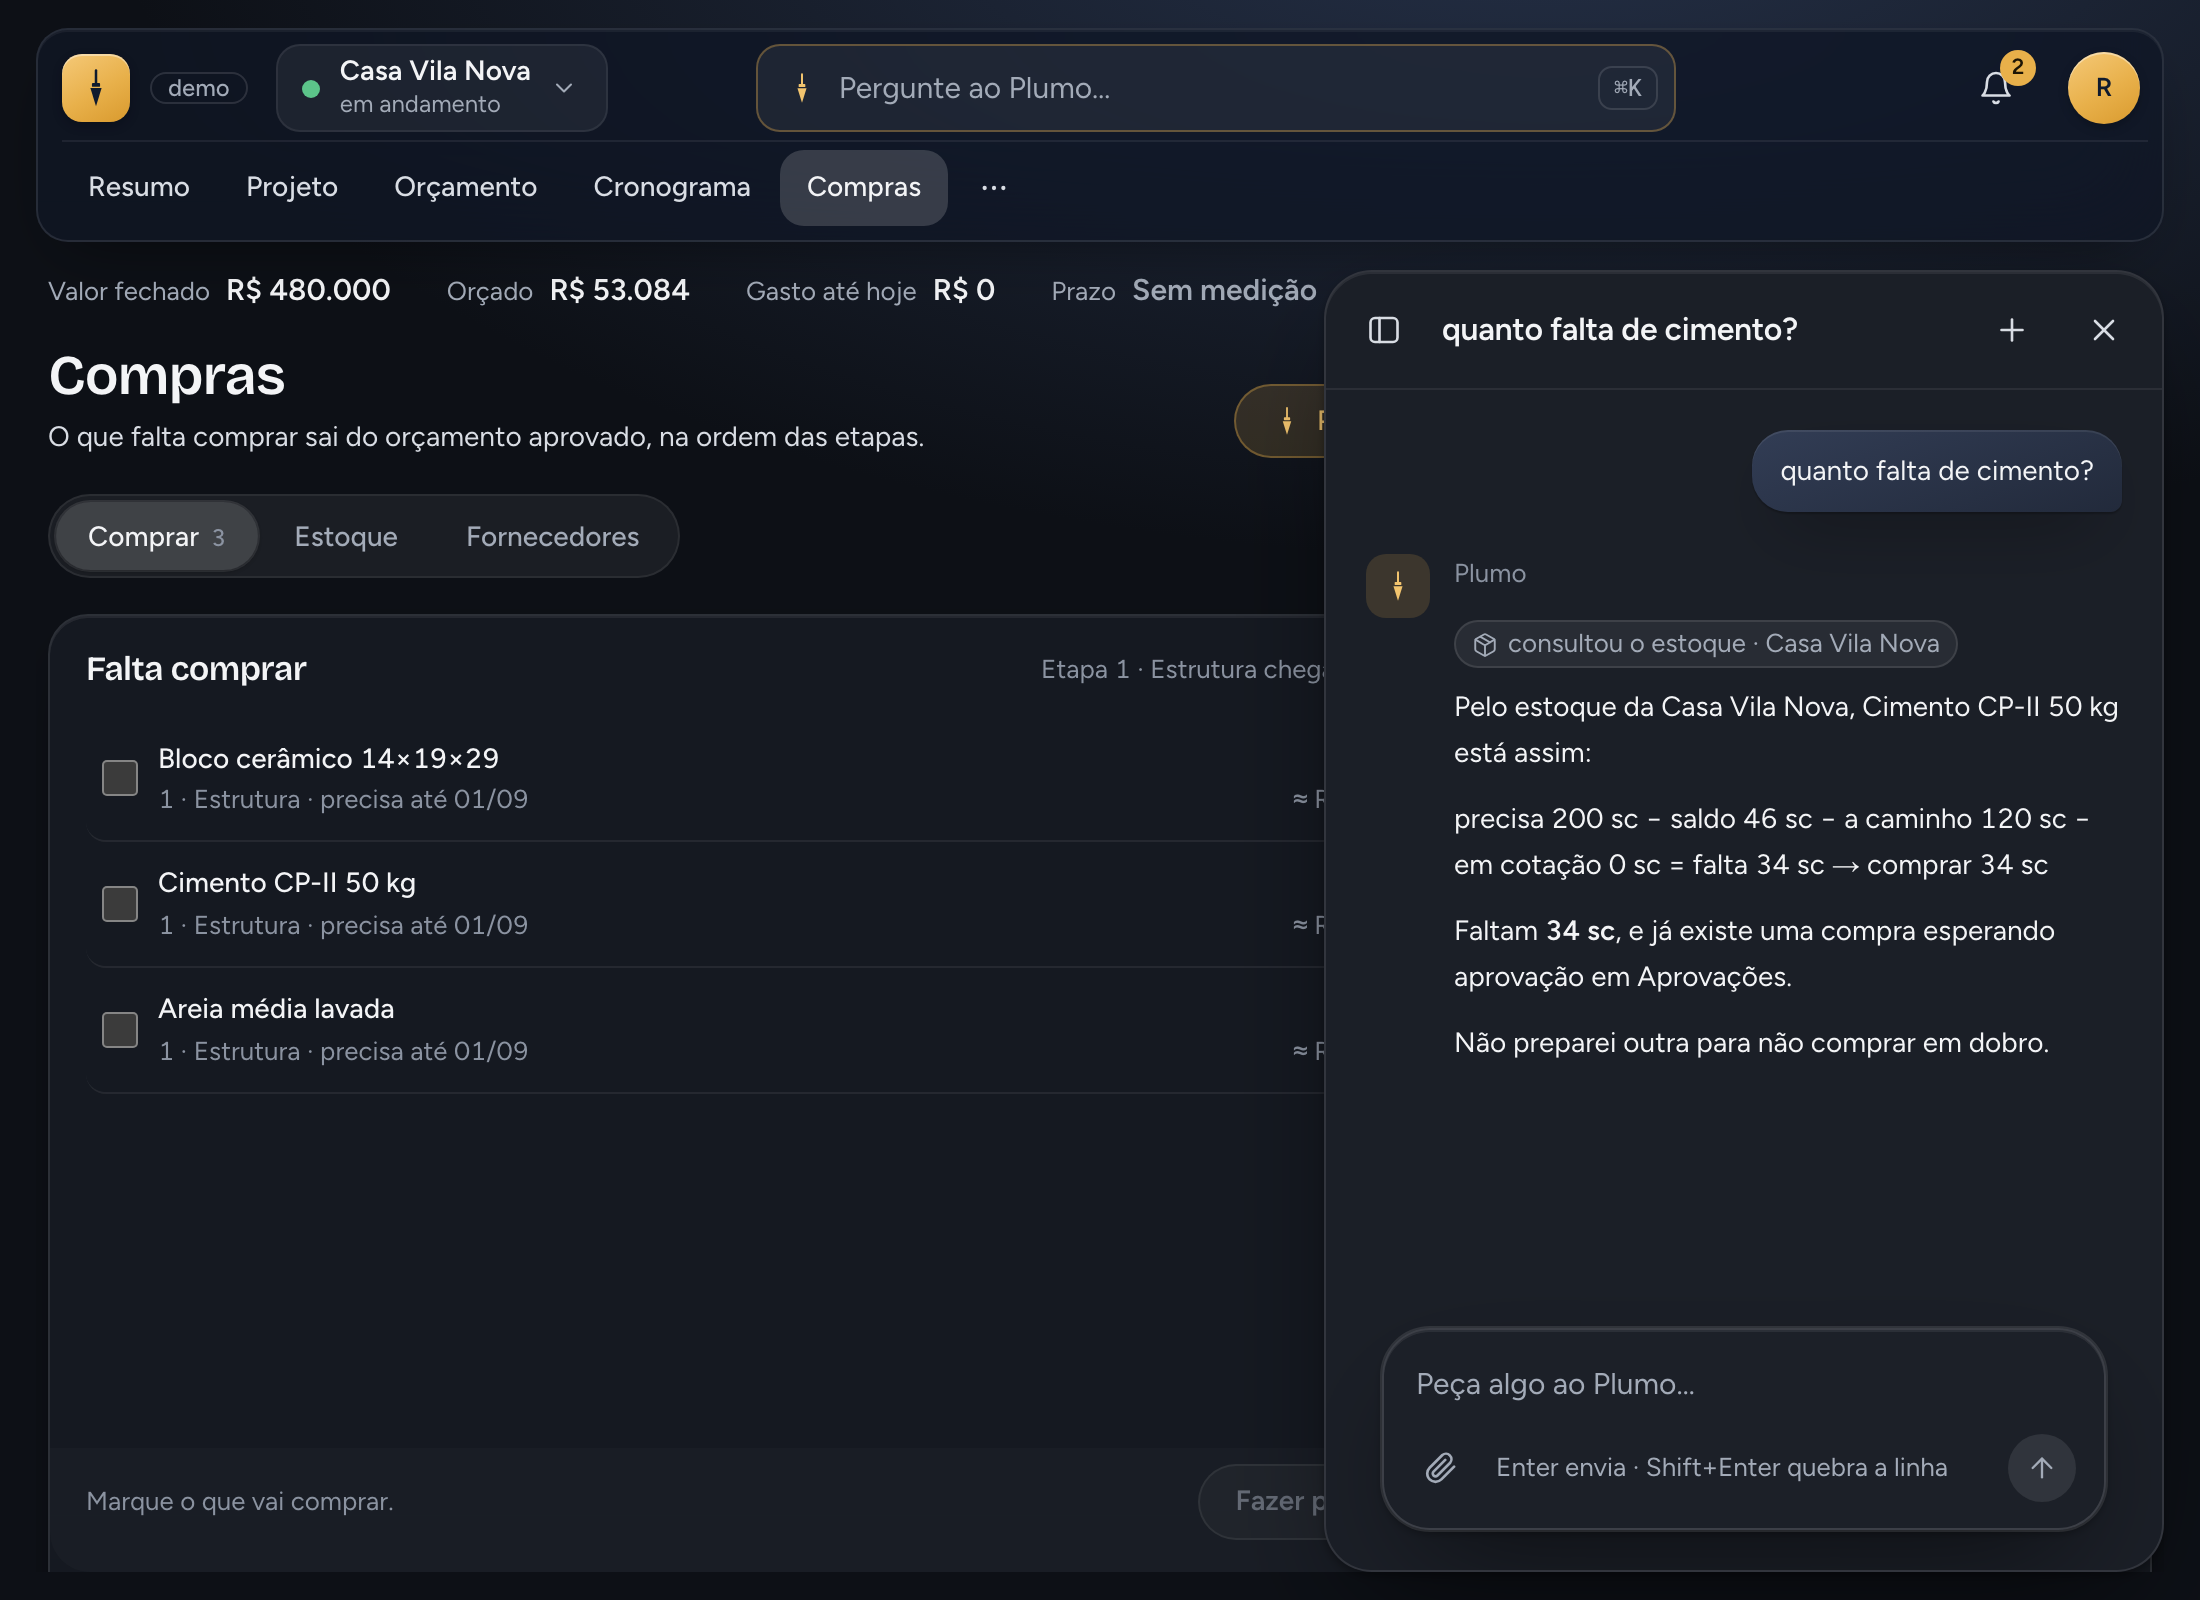 demo
Casa Vila Nova
em andamento
Pergunte ao Plumo...
⌘K
2
R
Resumo
Projeto
Orçamento
Cronograma
Compras
...
Valor fechado R$ 480.000
Orçado R$ 53.084
Gasto até hoje R$ 0
Prazo Sem medição
Compras
O que falta comprar sai do orçamento aprovado, na ordem das etapas.
Comprar 3
Estoque
Fornecedores
Falta comprar
Etapa 1 · Estrutura
Bloco cerâmico 14×19×29
1 · Estrutura · precisa até 01/09
≈
Cimento CP-II 50 kg
1 · Estrutura · precisa até 01/09
≈
Areia média lavada
1 · Estrutura · precisa até 01/09
≈
Marque o que vai comprar.
Fazer
quanto falta de cimento?
quanto falta de cimento?
Plumo
consultou o estoque · Casa Vila Nova
Pelo estoque da Casa Vila Nova, Cimento CP-II 50 kg
está assim:
precisa 200 sc − saldo 46 sc − a caminho 120 sc −
em cotação 0 sc = falta 34 sc → comprar 34 sc
Faltam 34 sc, e já existe uma compra esperando
aprovação em Aprovações.
Não preparei outra para não comprar em dobro.
Peça algo ao Plumo...
Enter envia · Shift+Enter quebra a linha